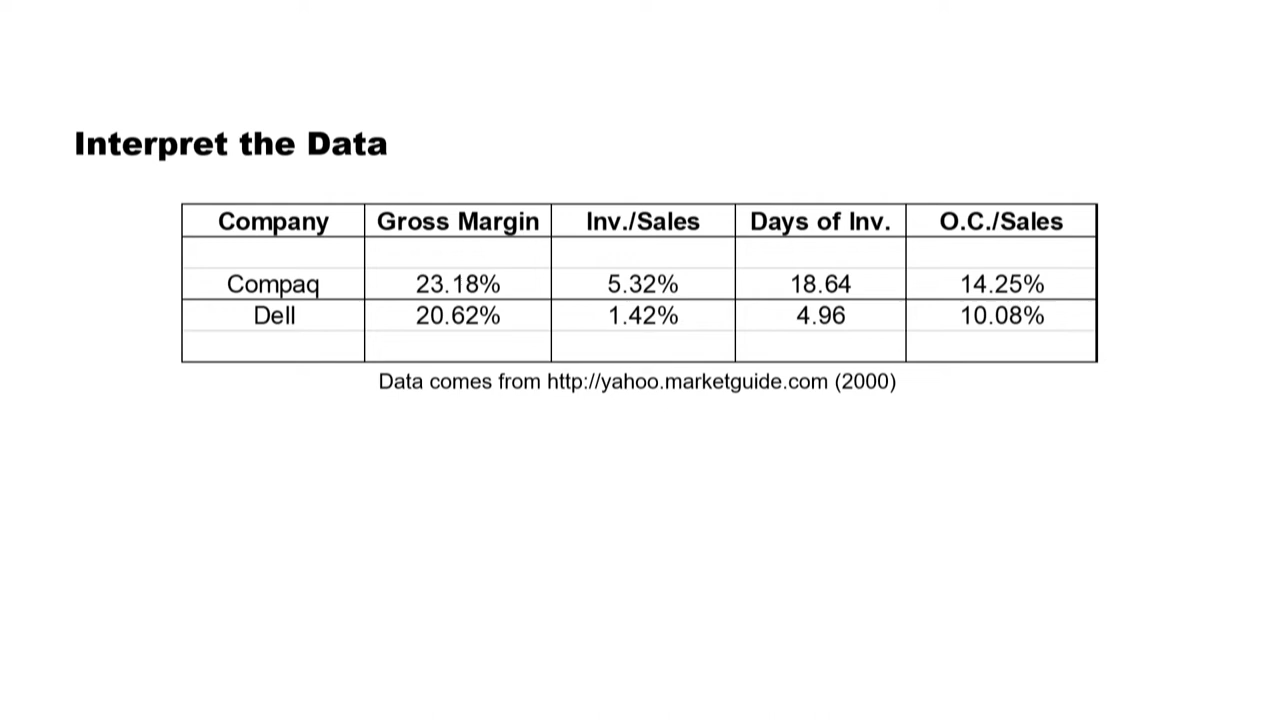 Interpret the Data
Company Gross Margin Inv./Sales Days of Inv. O.C./Sales
Compaq 23.18% 5.32% 18.64 14.25%
Dell 20.62% 1.42% 4.96 10.08%
Data comes from http://yahoo.marketguide.com (2000)